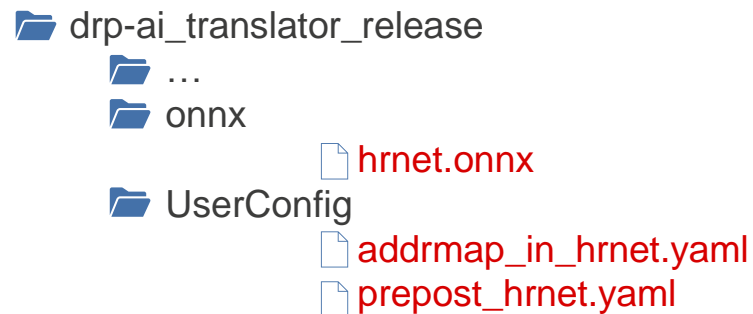 drp-ai_translator_release
…
onnx
hrnet.onnx
UserConfig
addrmap_in_hrnet.yaml
prepost_hrnet.yaml